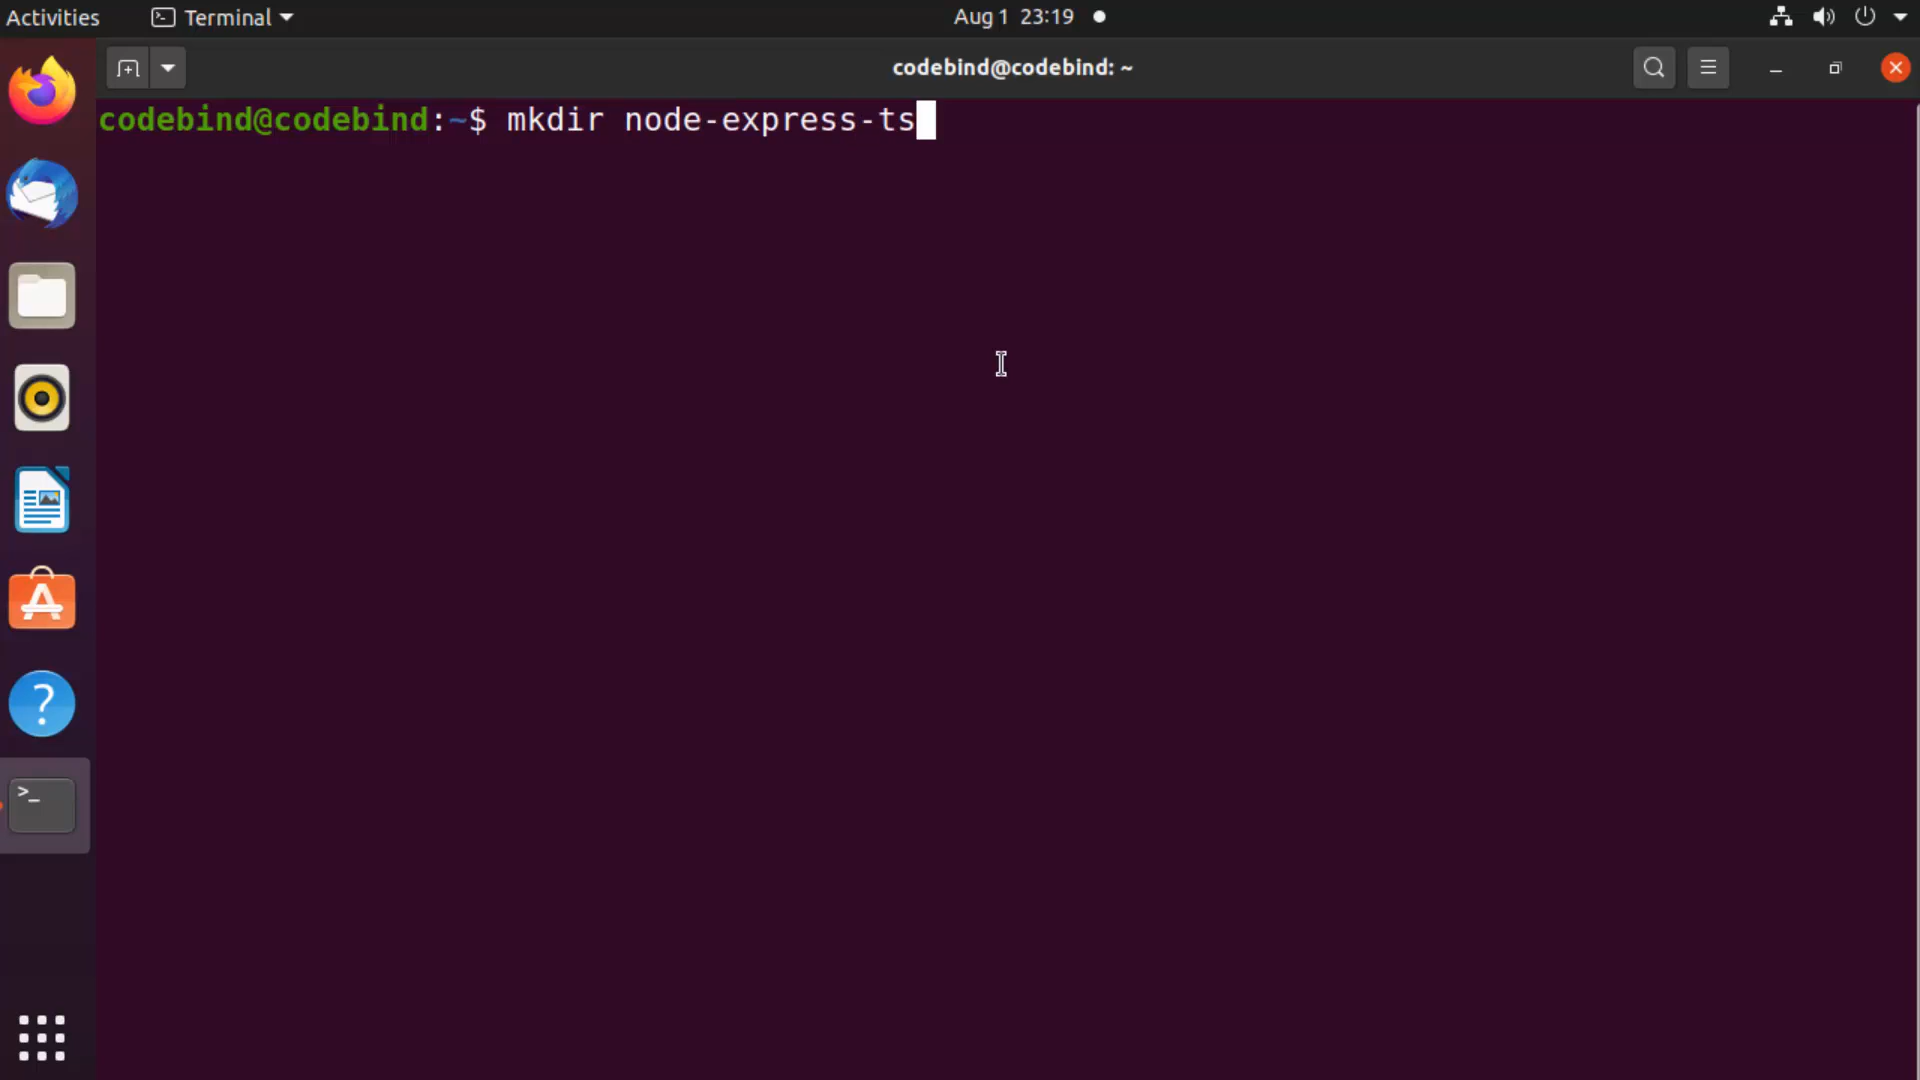 Activities Terminal Aug 1 23:19
codebind@codebind: ~
codebind@codebind:~$ mkdir node-express-ts
>_